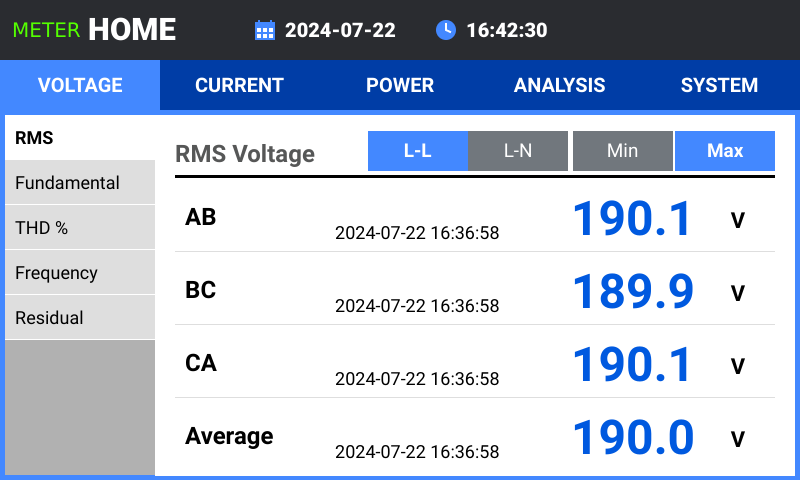 METER HOME 2024-07-22 16:42:30
VOLTAGE CURRENT POWER ANALYSIS SYSTEM
RMS
Fundamental
THD %
Frequency
Residual
RMS Voltage L-L L-N Min Max
AB 2024-07-22 16:36:58 190.1 V
BC 2024-07-22 16:36:58 189.9 V
CA 2024-07-22 16:36:58 190.1 V
Average 2024-07-22 16:36:58 190.0 V